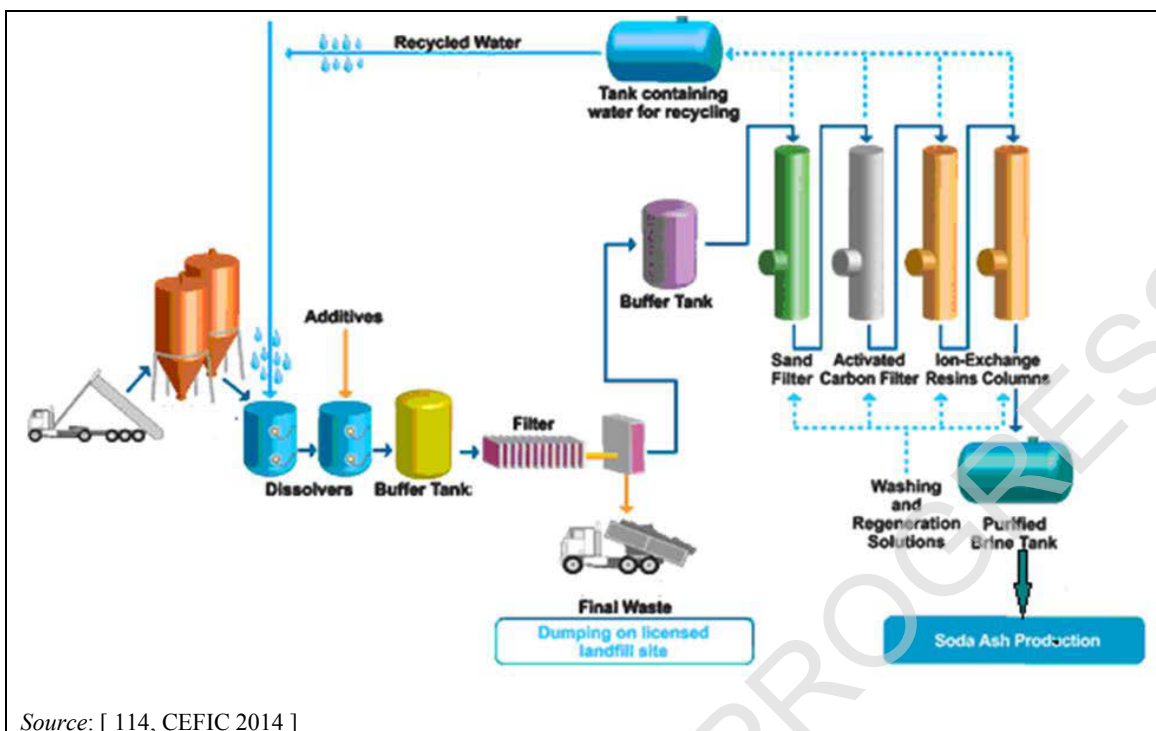 Recycled Water
Tank containing
water for recycling
Buffer Tank
Additives
Sand
Filter
Activated
Carbon Filter
Ion-Exchange
Resins Columns
Filter
Dissolvers
Buffer Tank:
Washing
and
Regeneration
Solutions
Purified
Brine Tank
Final Waste
Dumping on licensed
landfill site
Soda Ash Production
Source: [ 114, CEFIC 2014 ]
PROGRES